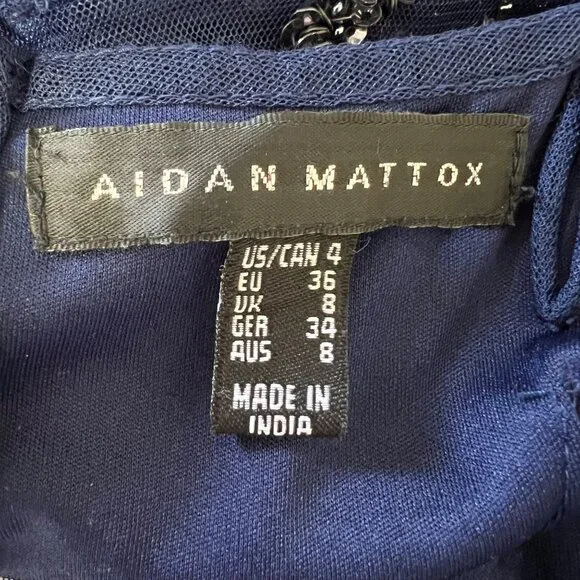 AIDAN MATTOX
US/CAN 4
EU 36
UK 8
GER 34
AUS 8
MADE IN
INDIA